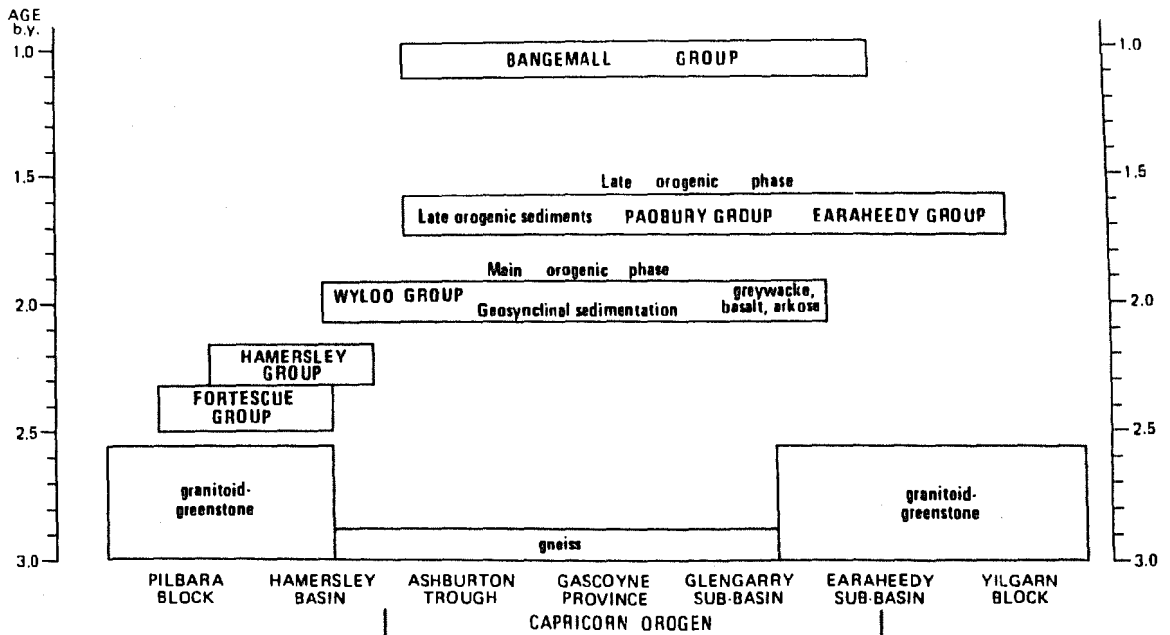 AGE
b.y.
1.0
1.5
2.0
2.5
3.0
BANGEMALL GROUP
Late orogenic phase
Late orogenic sediments PADBURY GROUP EARAHEEDY GROUP
Main orogenic phase
WYLOO GROUP
Geosynclinal sedimentation
greywacke,
basalt, arkose
HAMERSLEY
GROUP
FORTESCUE
GROUP
granitoid-
greenstone
gneiss
granitoid-
greenstone
1.0
1.5
2.0
2.5
3.0
PILBARA
BLOCK
HAMERSLEY
BASIN
ASHBURTON
TROUGH
GASCOYNE
PROVINCE
GLENGARRY
SUB-BASIN
EARAHEEDY
SUB-BASIN
YILGARN
BLOCK
CAPRICORN OROGEN